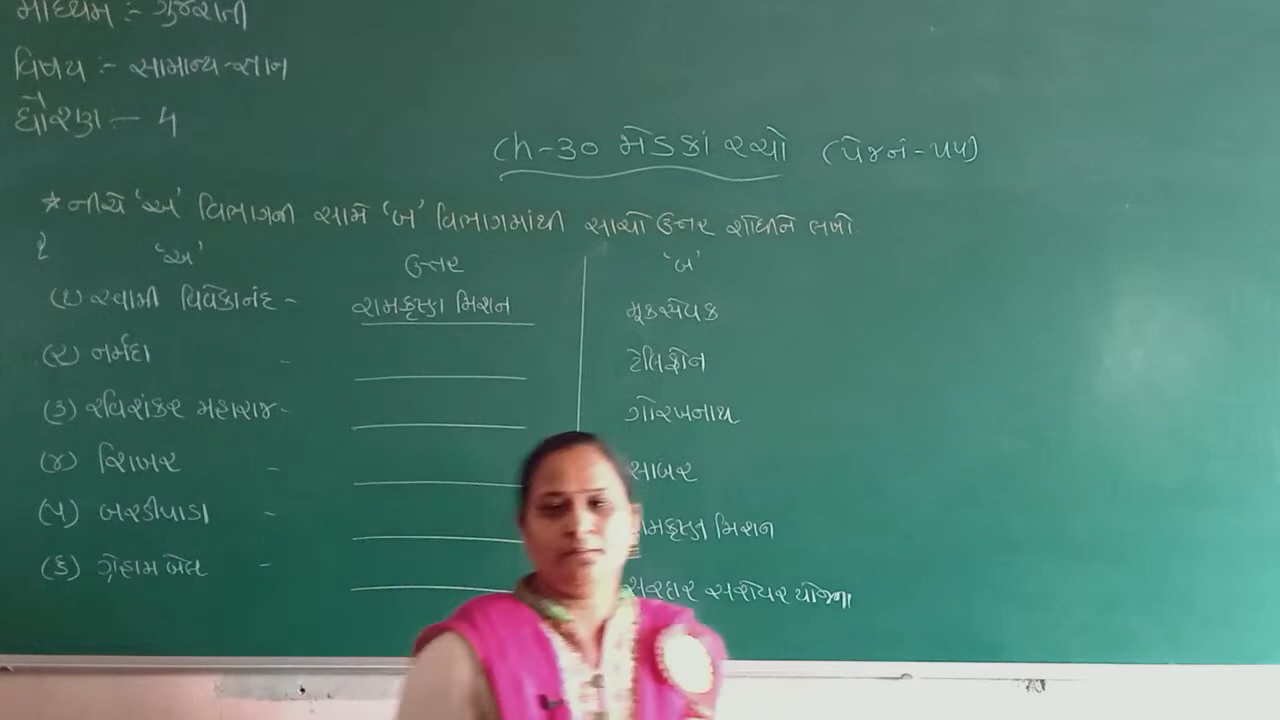 માધ્યમ :- ગુજરાતી
વિષય :- સામાન્ય-જ્ઞાન
ધોરણ :- 4
Ch-30 જોડકાં રચો (પેજનં-૫૫)
* નીચે 'અ' વિભાગની સામે 'બ' વિભાગમાંથી સાચો ઉત્તર શોધીને લખો.
'અ' ઉત્તર 'બ'
(૧) સ્વામી વિવેકાનંદ - રામકૃષ્ણ મિશન મૂકસેવક
(૨) નર્મદા - ટેલિફોન
(૩) રવિશંકર મહારાજ - ગોરખનાથ
(૪) શિખર - સાબર
(૫) બરડીપાડા - રામકૃષ્ણ મિશન
(૬) ગ્રેહામ બેલ - સરદાર સરોવર યોજના